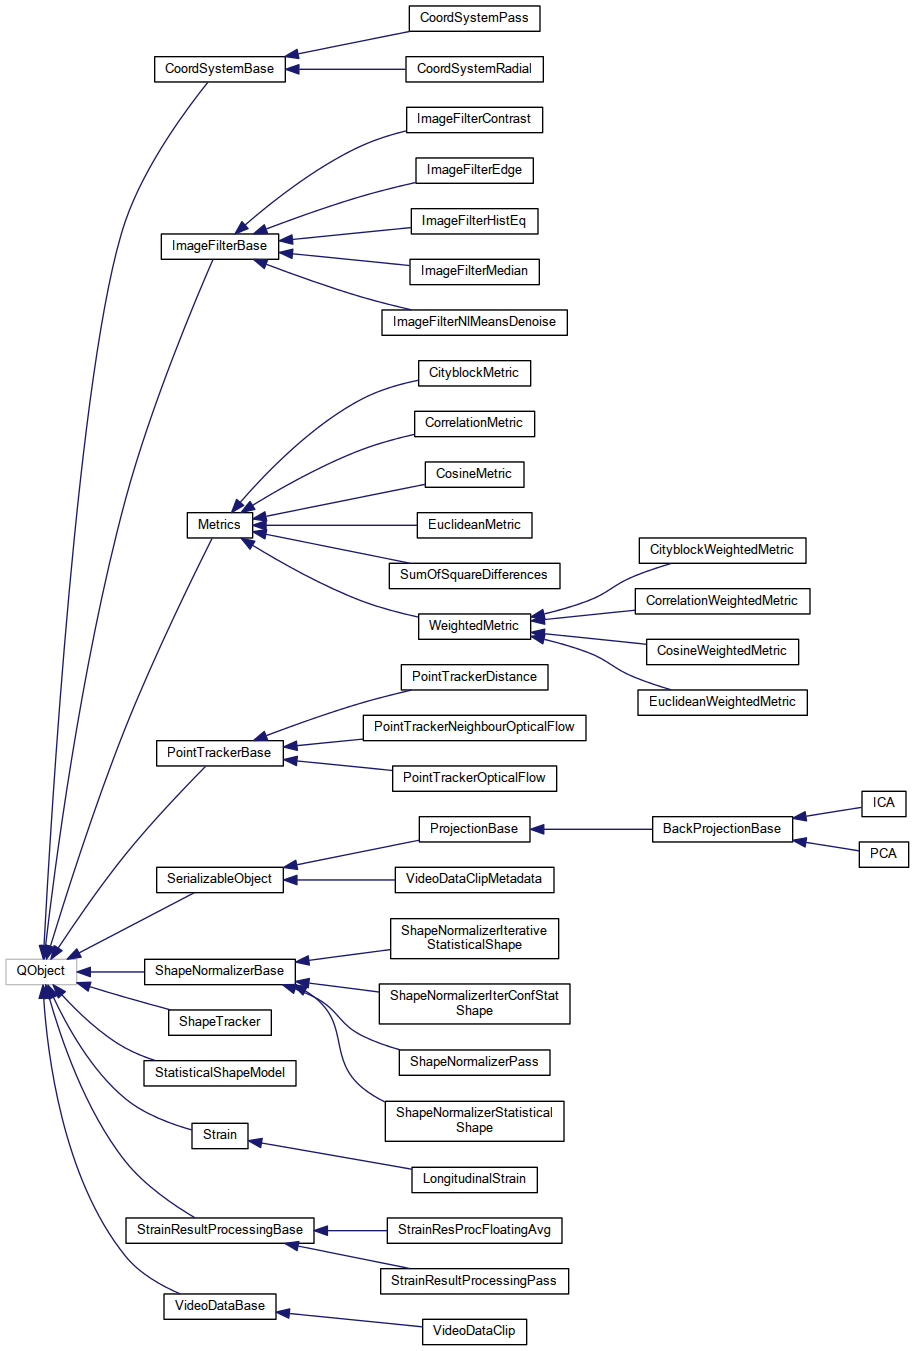 CoordSystemPass
CoordSystemBase
CoordSystemRadial
ImageFilterContrast
ImageFilterEdge
ImageFilterHistEq
ImageFilterBase
ImageFilterMedian
ImageFilterNlMeansDenoise
CityblockMetric
CorrelationMetric
CosineMetric
Metrics
EuclideanMetric
CityblockWeightedMetric
SumOfSquareDifferences
CorrelationWeightedMetric
WeightedMetric
CosineWeightedMetric
PointTrackerDistance
EuclideanWeightedMetric
PointTrackerNeighbourOpticalFlow
PointTrackerBase
PointTrackerOpticalFlow
ICA
ProjectionBase
BackProjectionBase
PCA
SerializableObject
VideoDataClipMetadata
ShapeNormalizerIterative
StatisticalShape
QObject
ShapeNormalizerBase
ShapeNormalizerIterConfStat
Shape
ShapeTracker
ShapeNormalizerPass
StatisticalShapeModel
ShapeNormalizerStatistical
Shape
Strain
LongitudinalStrain
StrainResultProcessingBase
StrainResProcFloatingAvg
StrainResultProcessingPass
VideoDataBase
VideoDataClip